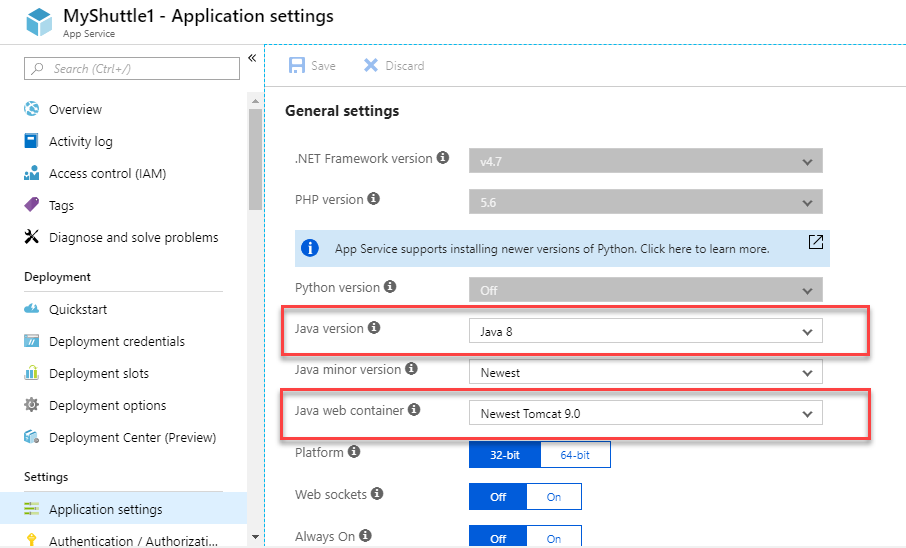 MyShuttle1 - Application settings
App Service
Search (Ctrl+/)
Overview
Activity log
Access control (IAM)
Tags
Diagnose and solve problems
Deployment
Quickstart
Deployment credentials
Deployment slots
Deployment options
Deployment Center (Preview)
Settings
Application settings
Authentication / Authorizati...
Save Discard
General settings
.NET Framework version v4.7
PHP version 5.6
App Service supports installing newer versions of Python. Click here to learn more.
Python version Off
Java version Java 8
Java minor version Newest
Java web container Newest Tomcat 9.0
Platform 32-bit 64-bit
Web sockets Off On
Always On Off On